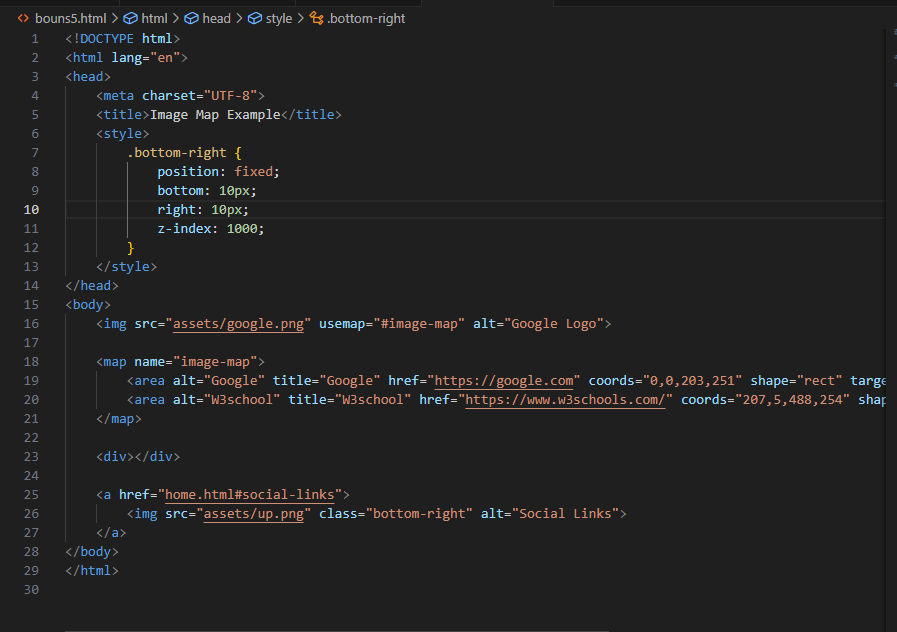 bouns5.html > html > head > style > .bottom-right
1 <!DOCTYPE html>
2 <html lang="en">
3 <head>
4 <meta charset="UTF-8">
5 <title>Image Map Example</title>
6 <style>
7 .bottom-right {
8 position: fixed;
9 bottom: 10px;
10 right: 10px;
11 z-index: 1000;
12 }
13 </style>
14 </head>
15 <body>
16 <img src="assets/google.png" usemap="#image-map" alt="Google Logo">
17
18 <map name="image-map">
19 <area alt="Google" title="Google" href="https://google.com" coords="0,0,203,251" shape="rect" targe
20 <area alt="W3school" title="W3school" href="https://www.w3schools.com/" coords="207,5,488,254" shap
21 </map>
22
23 <div></div>
24
25 <a href="home.html#social-links">
26 <img src="assets/up.png" class="bottom-right" alt="Social Links">
27 </a>
28 </body>
29 </html>
30